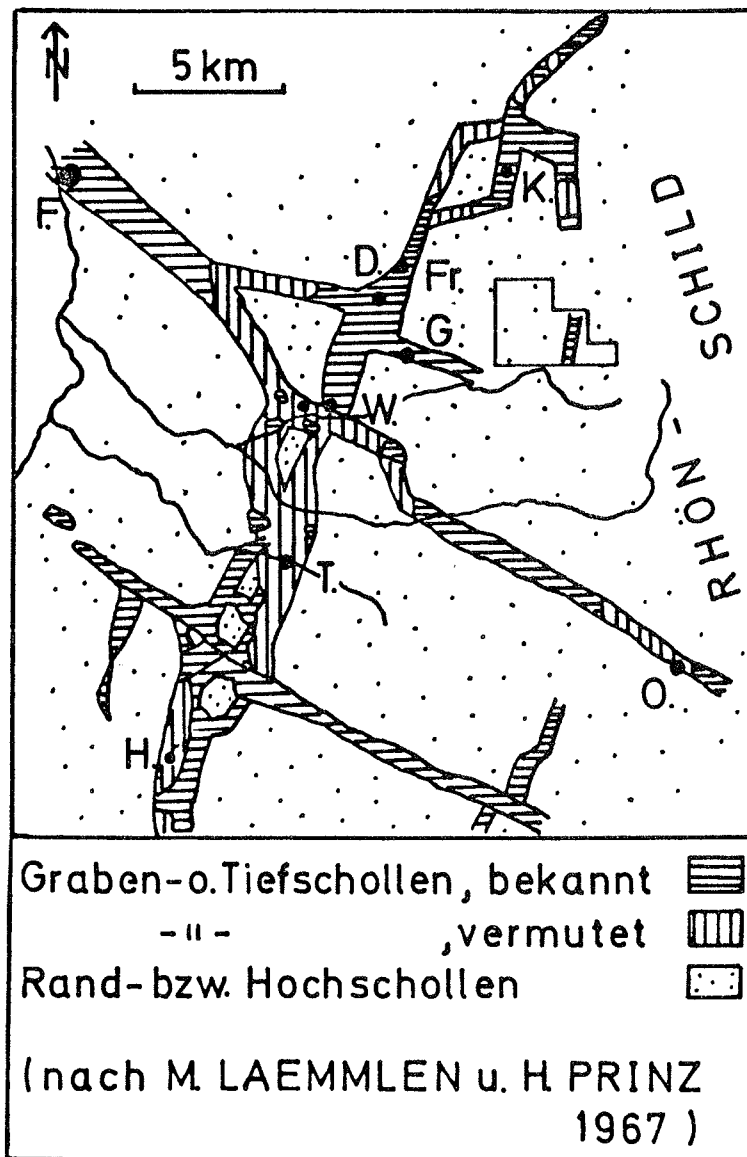 N
5 km
F.
K.
D.
Fr.
G
W.
T.
H.
O.
RHÖN-SCHILD
Graben-o.Tiefschollen, bekannt
-"- ,vermutet
Rand-bzw. Hochschollen
(nach M. LAEMMLEN u. H. PRINZ
1967)